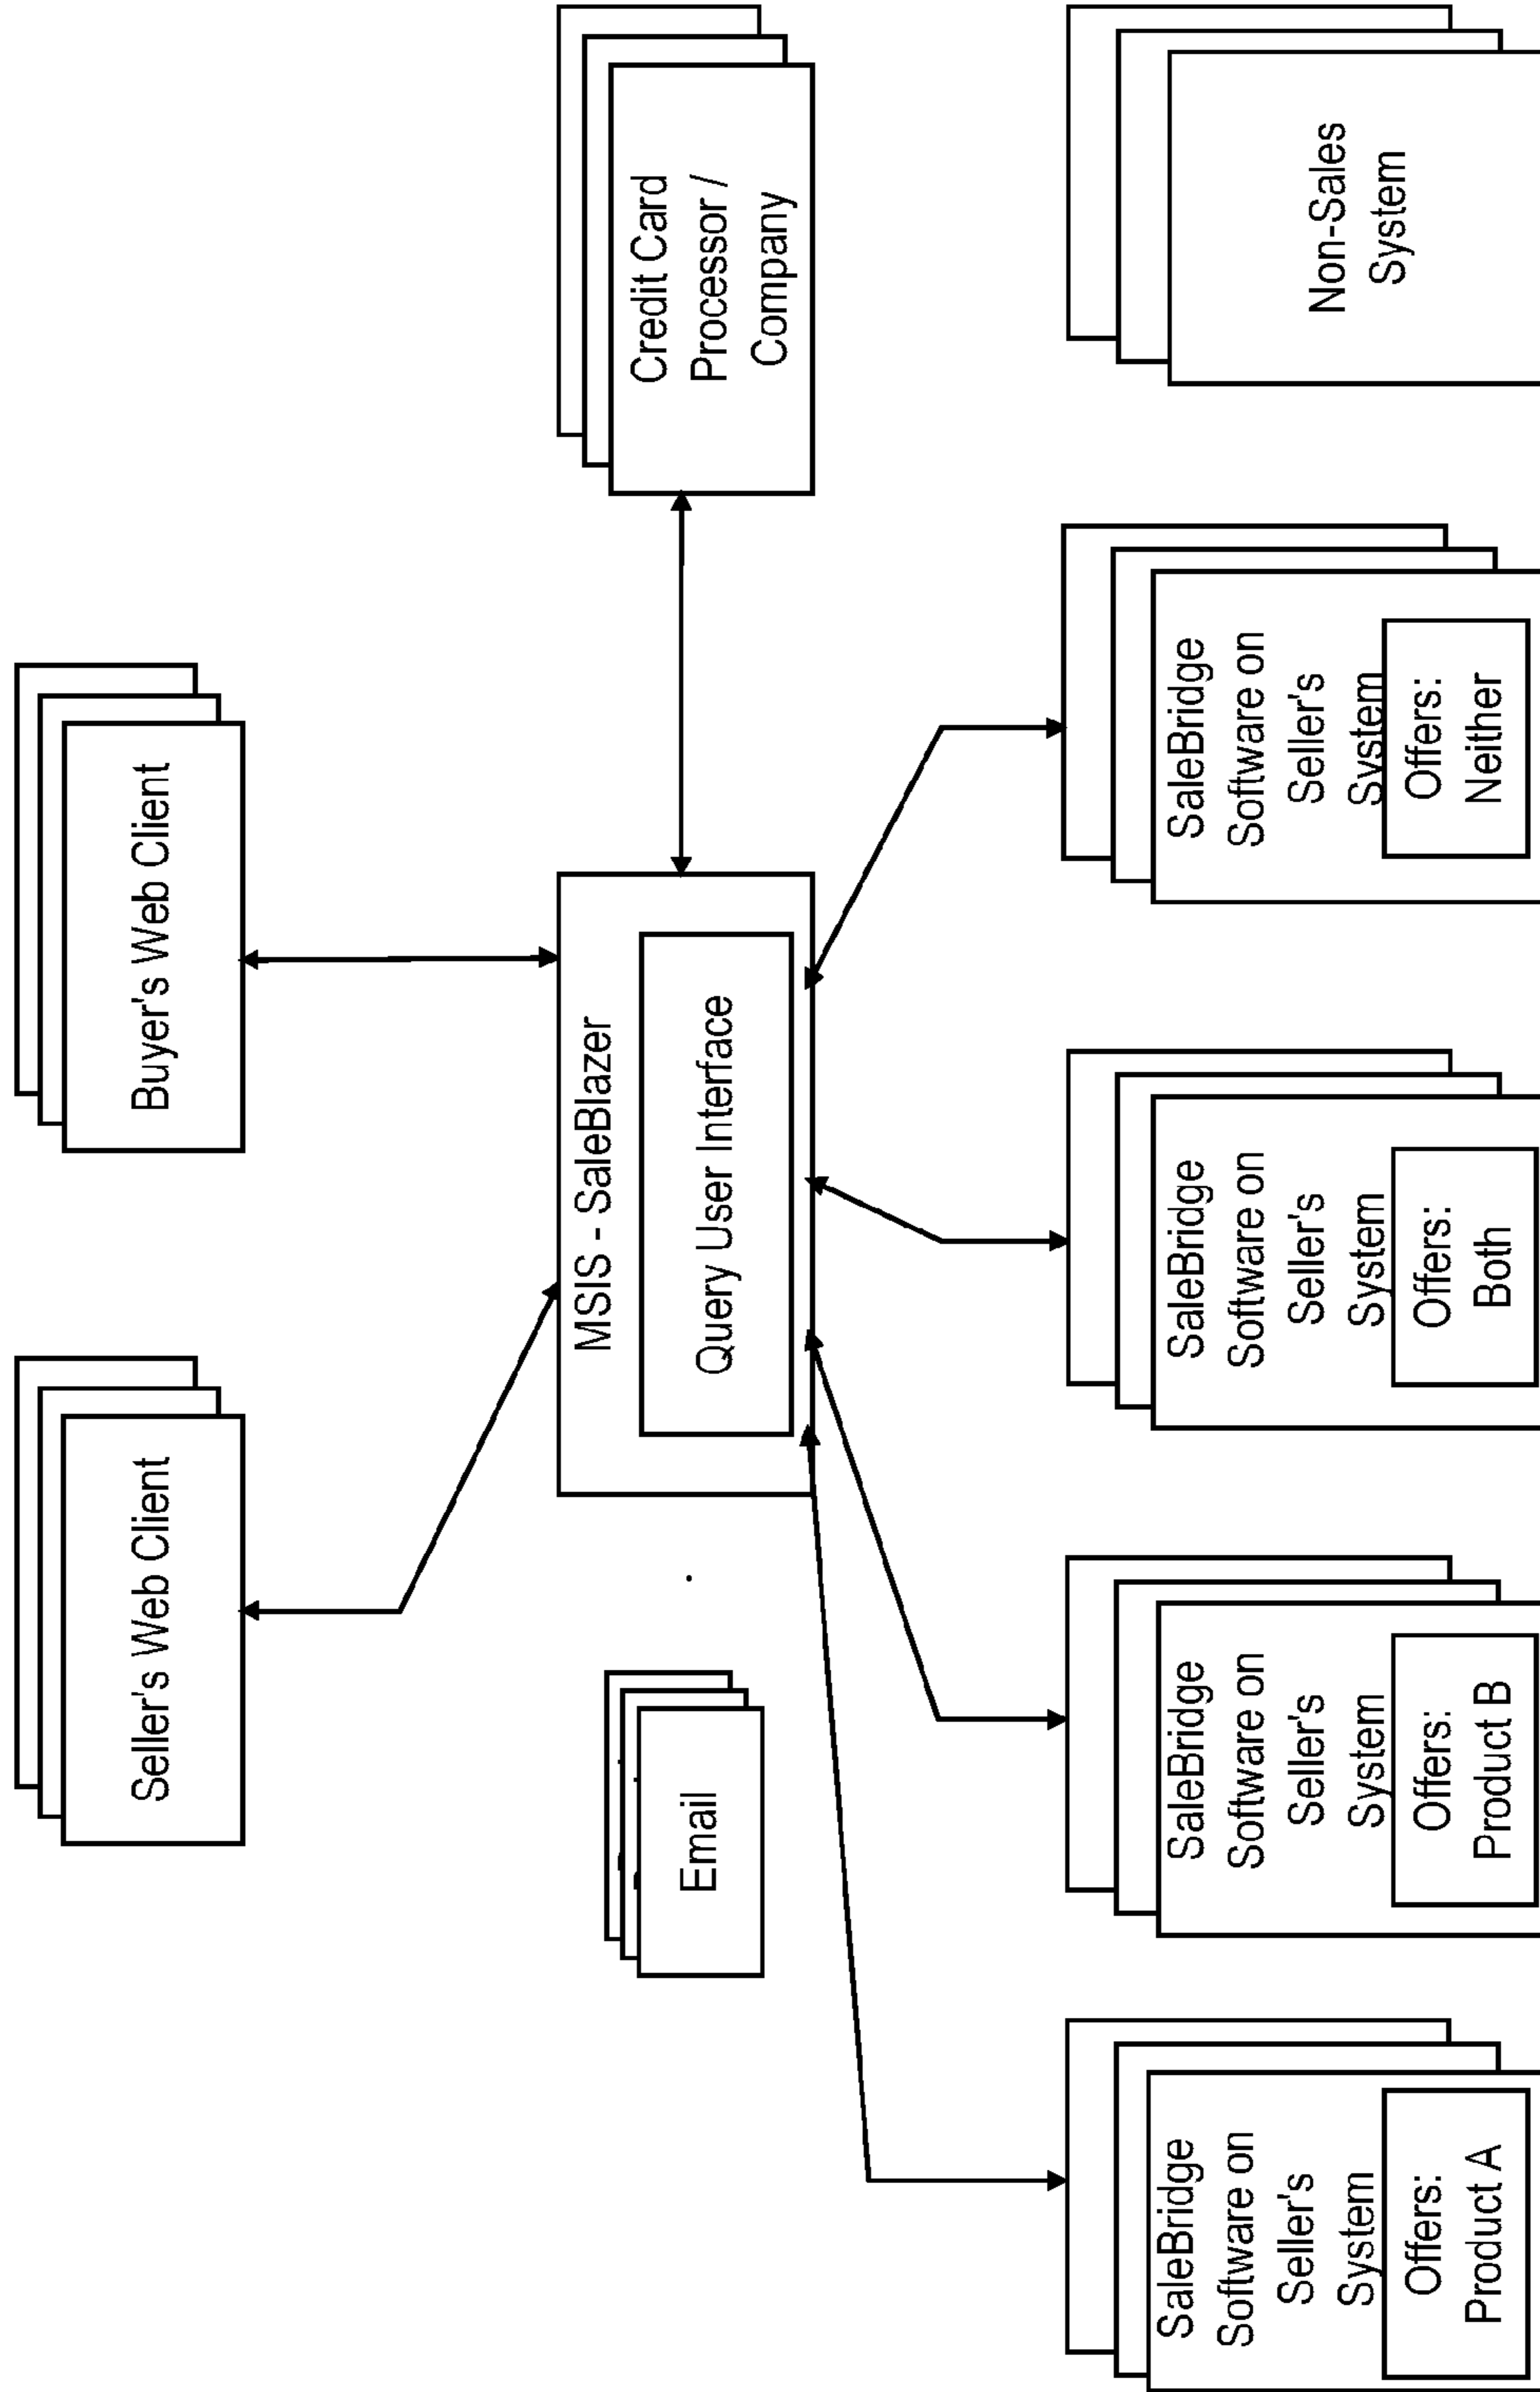 Seller's Web Client
Buyer's Web Client
Email
MSIS - SaleBlazer
Query User Interface
Credit Card
Processor /
Company
SaleBridge
Software on
Seller's
System
Offers:
Product A
SaleBridge
Software on
Seller's
System
Offers:
Product B
SaleBridge
Software on
Seller's
System
Offers:
Both
SaleBridge
Software on
Seller's
System
Offers:
Neither
Non-Sales
System